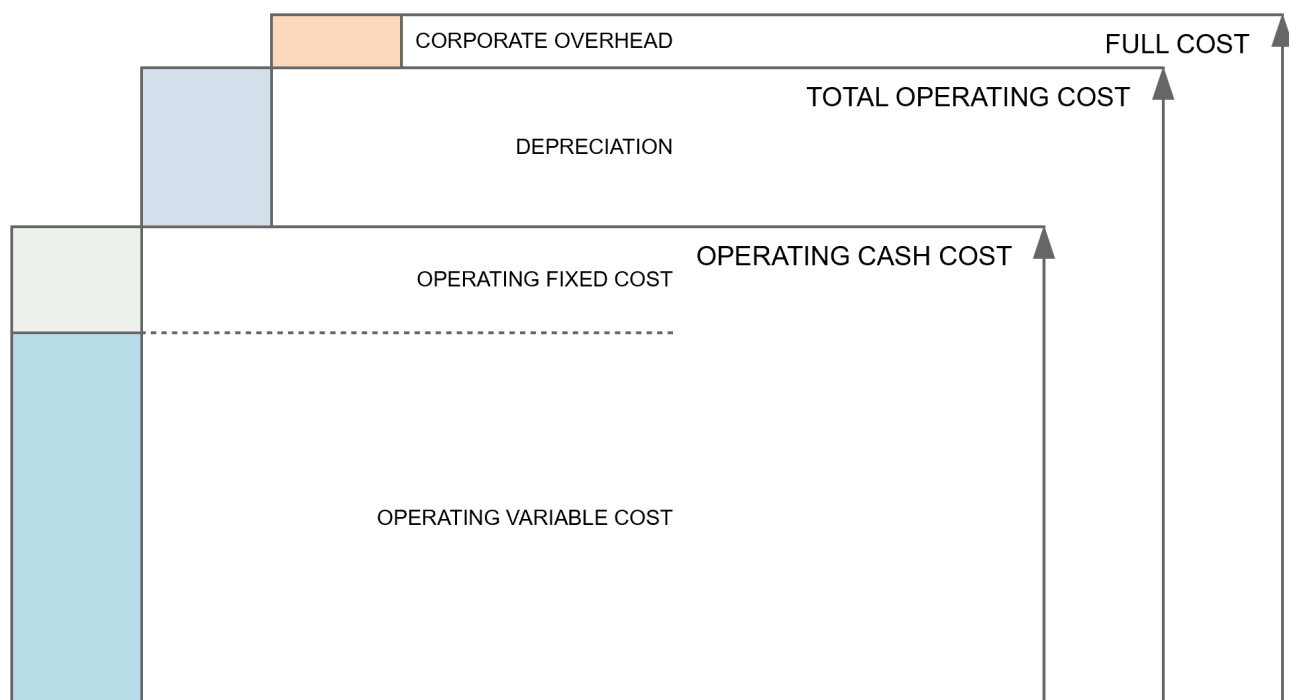 CORPORATE OVERHEAD
FULL COST
TOTAL OPERATING COST
DEPRECIATION
OPERATING CASH COST
OPERATING FIXED COST
OPERATING VARIABLE COST